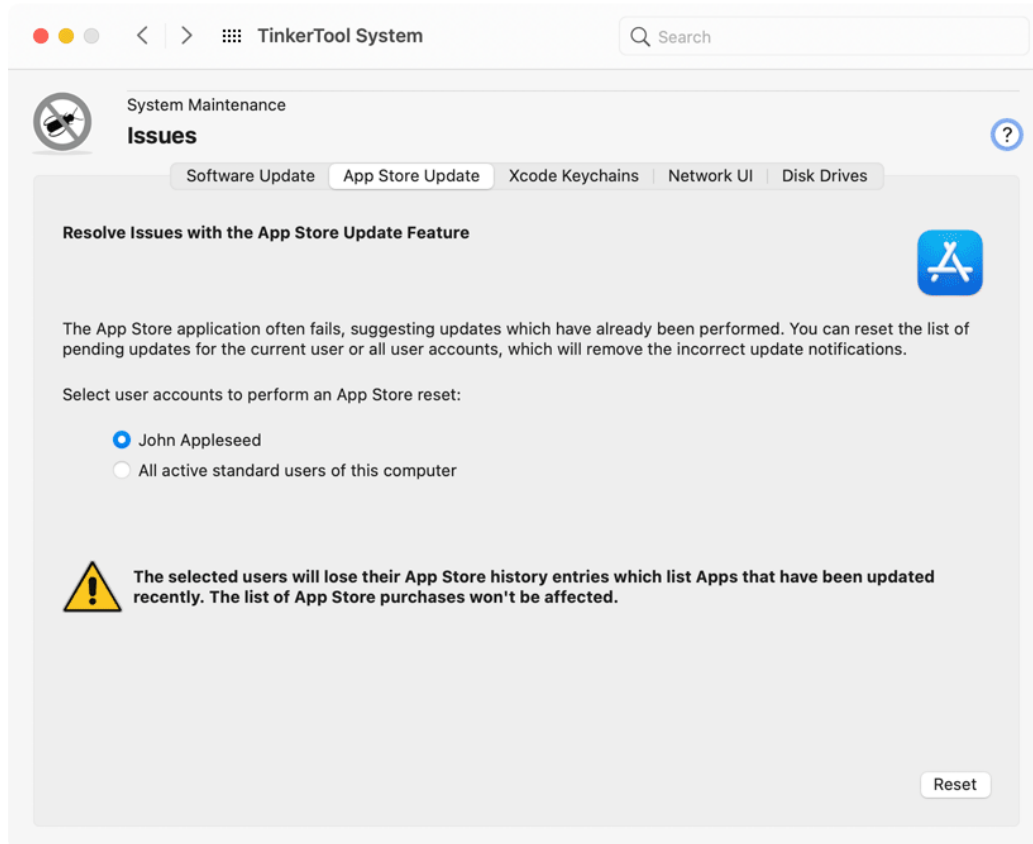 TinkerTool System
Search
System Maintenance
Issues
?
Software Update
App Store Update
Xcode Keychains
Network UI
Disk Drives
Resolve Issues with the App Store Update Feature
The App Store application often fails, suggesting updates which have already been performed. You can reset the list of
pending updates for the current user or all user accounts, which will remove the incorrect update notifications.
Select user accounts to perform an App Store reset:
John Appleseed
All active standard users of this computer
The selected users will lose their App Store history entries which list Apps that have been updated
recently. The list of App Store purchases won't be affected.
Reset